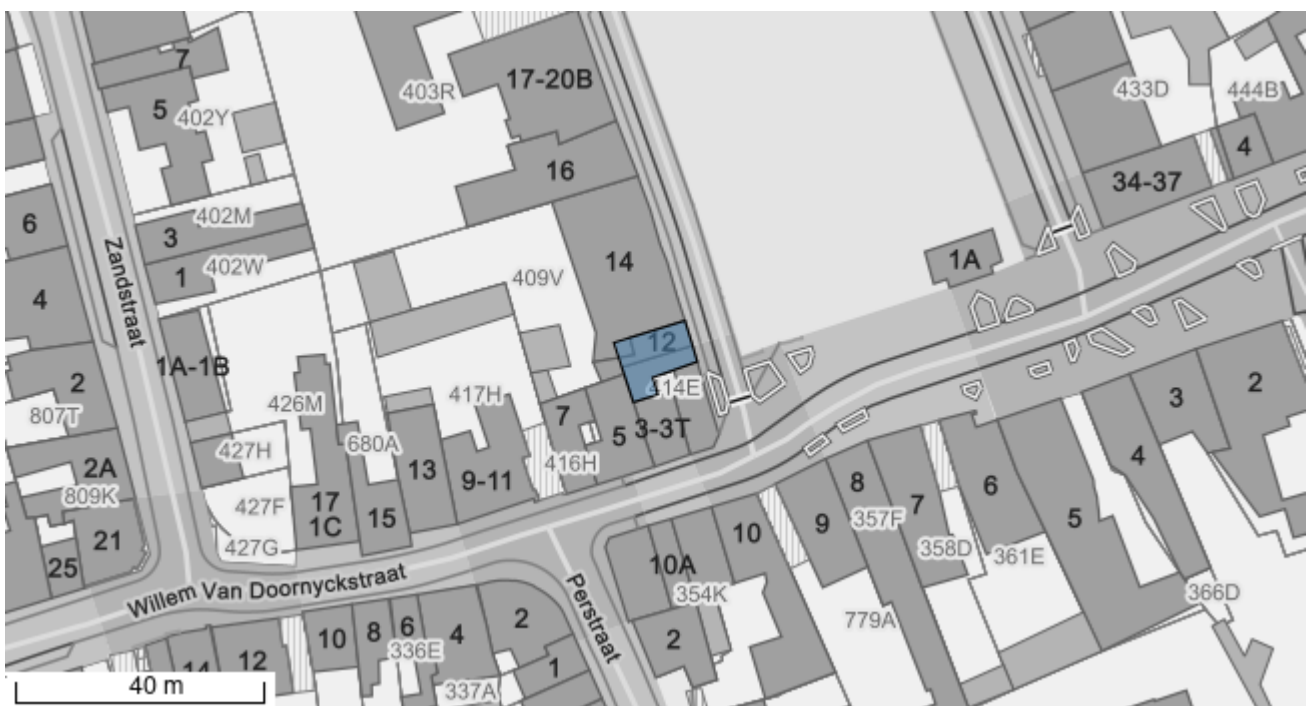 7
5
402Y
403R
17-20B
433D
444B
4
16
34-37
6
402M
3
1
402W
Zandstraat
4
409V
14
1A
12
1A-1B
2
807T
426M
417H
414E
7
5
3-3T
3
2
427H
680A
13
416H
8
6
4
2A
809K
9-11
9
7
357F
5
427F
17
1C
15
10
358D
361E
21
427G
10A
25
354K
366D
Willem Van Doornyckstraat
Perstraat
779A
10
8
6
336E
4
2
2
14
12
1
337A
40 m